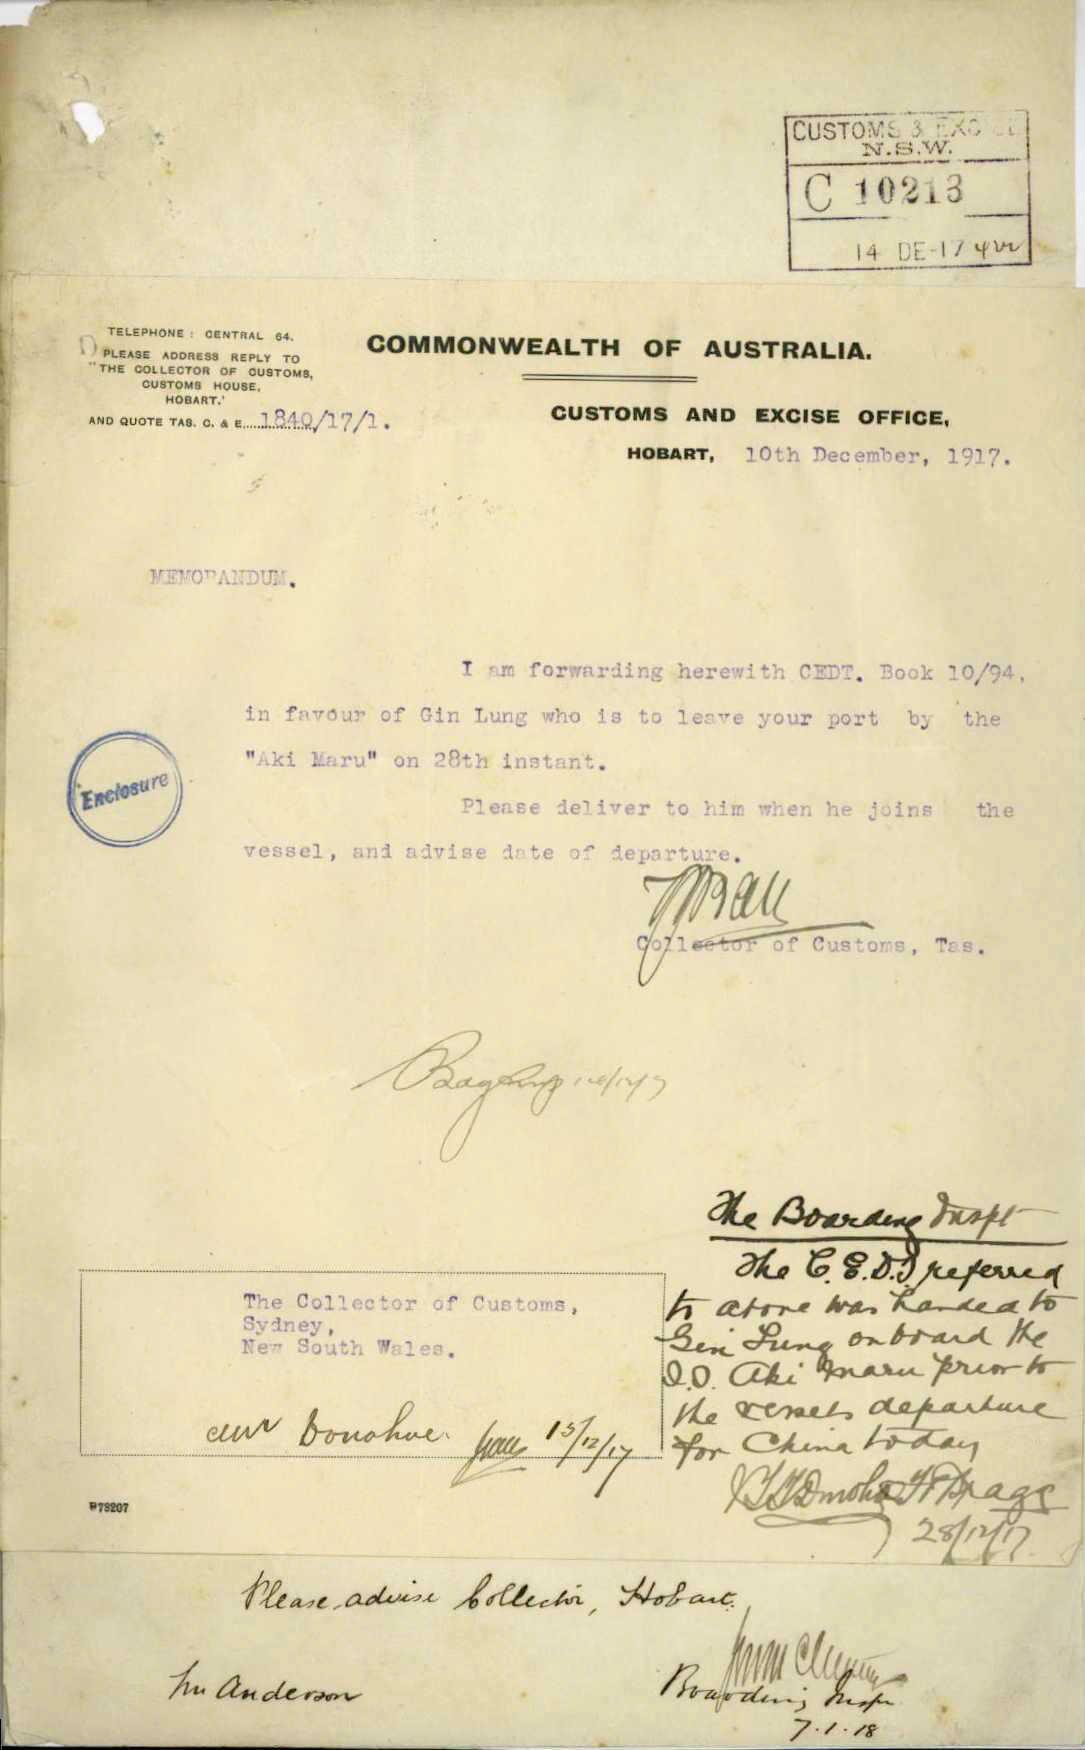 CUSTOMS & EXCISE
N.S.W.
C 10213
14 DE-17
TELEPHONE: CENTRAL 64.
PLEASE ADDRESS REPLY TO
"THE COLLECTOR OF CUSTOMS,
CUSTOMS HOUSE,
HOBART."
AND QUOTE TAS. C. & E. 1840/17/1.
COMMONWEALTH OF AUSTRALIA.
CUSTOMS AND EXCISE OFFICE,
HOBART, 10th December, 1917.
MEMORANDUM.
I am forwarding herewith CEDT. Book 10/94,
in favour of Gin Lung who is to leave your port by the
"Aki Maru" on 28th instant.
Enclosure
Please deliver to him when he joins the
vessel, and advise date of departure.
Collector of Customs, Tas.
The Boarding Inspr
The C.E.D.T referred
to above was handed to
Gin Lung on board the
S.S. Aki Maru prior to
the vessels departure
for China today
28/12/17
The Collector of Customs,
Sydney,
New South Wales.
Donohue 15/12/17
P79207
Please advise Collector, Hobart.
Mr Anderson
Boarding Inspr
7.1.18